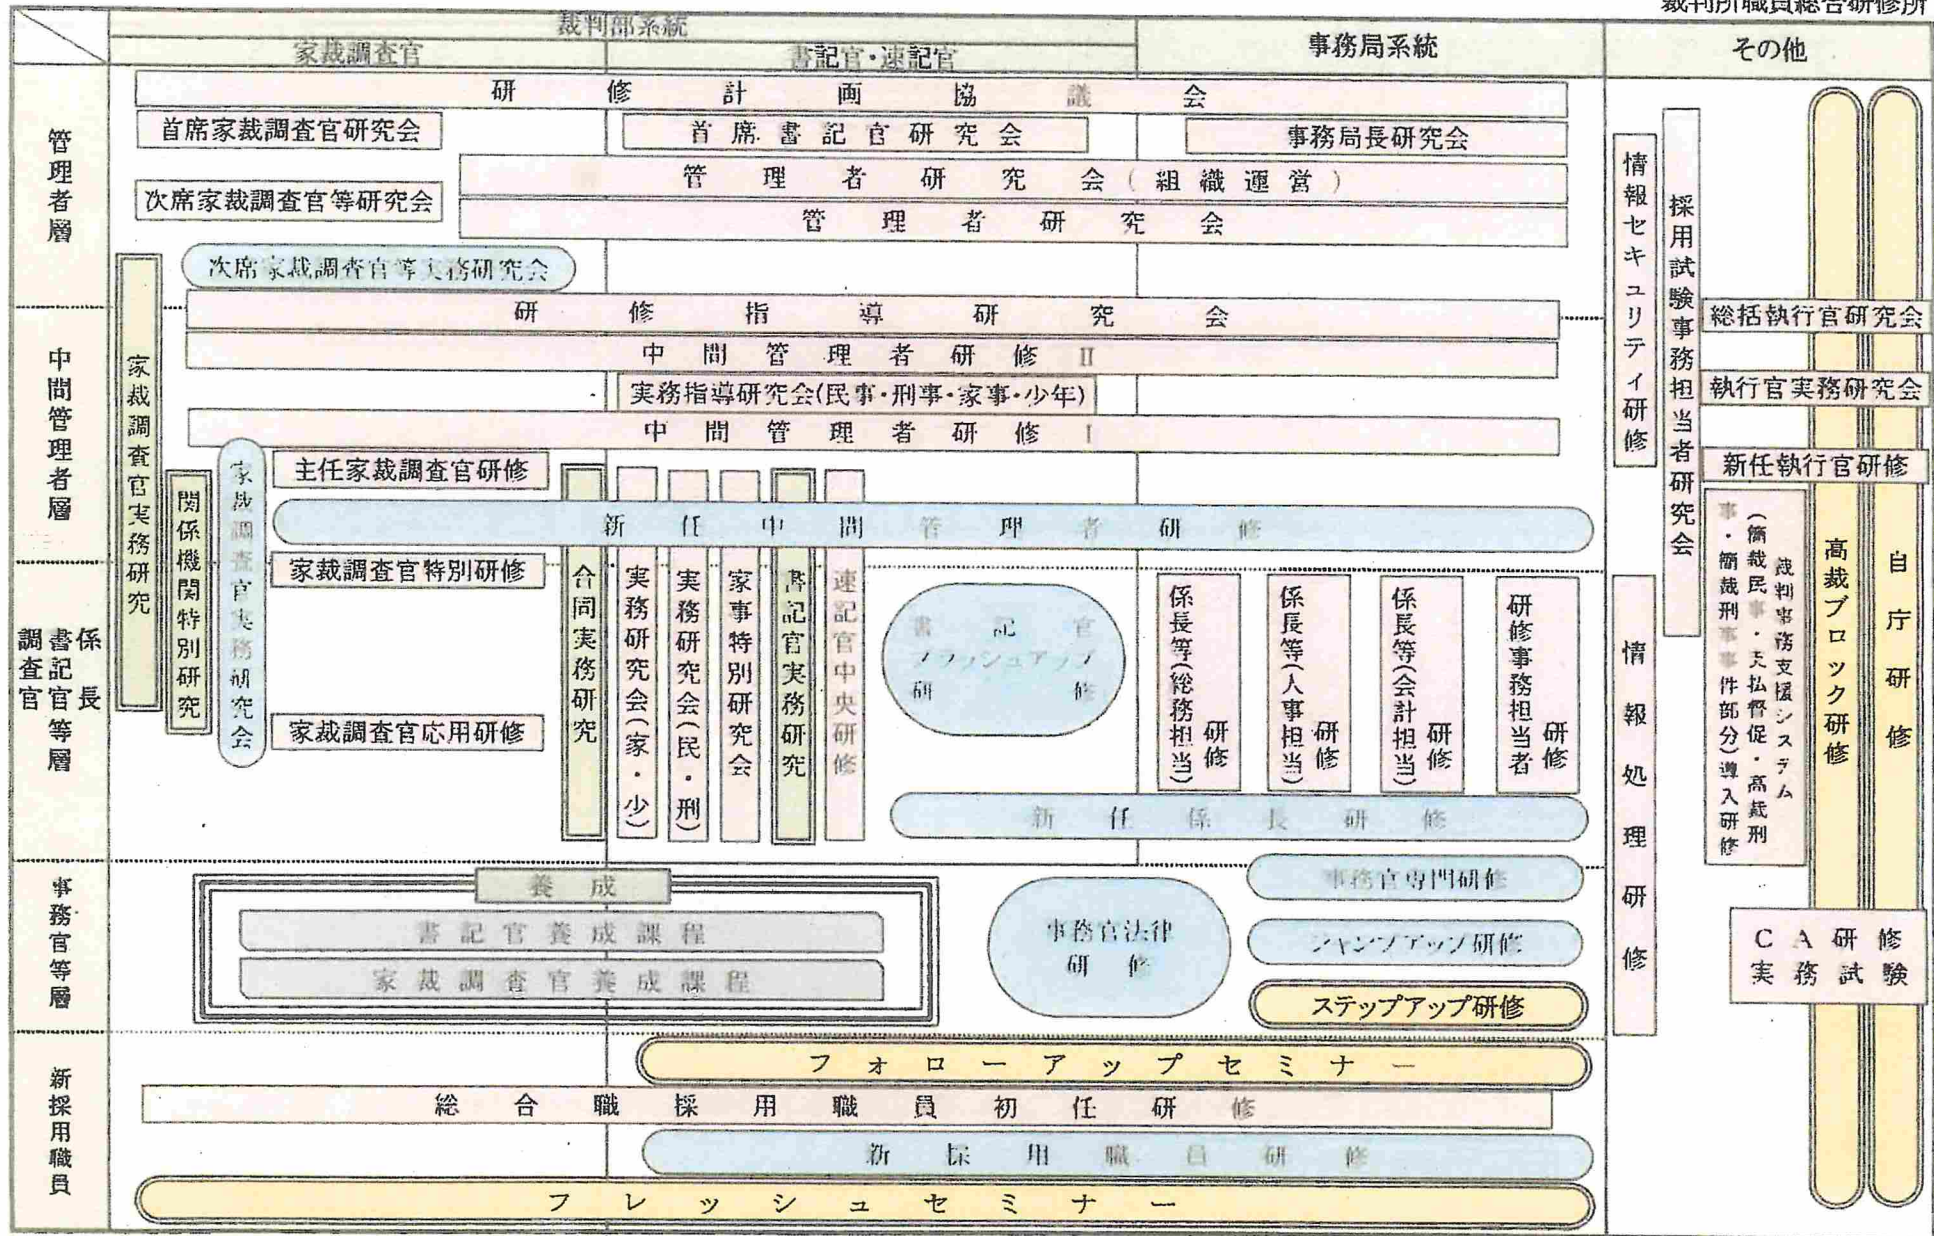 裁判所職員総合研修所
裁判部系統
事務局系統
その他
家裁調査官
書記官・速記官
管理者層
研修計画協議会
首席家裁調査官研究会
首席書記官研究会
事務局長研究会
管理者研究会(組織運営)
次席家裁調査官等研究会
管理者研究会
次席家裁調査官等実務研究会
情報セキュリティ研修
採用試験事務担当者研究会
中間管理者層
研修指導研究会
総括執行官研究会
中間管理者研修Ⅱ
実務指導研究会(民事・刑事・家事・少年)
執行官実務研究会
中間管理者研修Ⅰ
主任家裁調査官研修
新任執行官研修
新任中間管理者研修
家裁調査官実務研究
関係機関特別研究
家裁調査官実務研究会
係長
書記官等層
調査官
家裁調査官特別研修
家裁調査官応用研修
合同実務研究
実務研究会(家・少)
実務研究会(民・刑)
家事特別研究会
書記官実務研究
速記官中央研修
書記官
ブラッシュアップ
研修
係長等(総務担当)
研修
係長等(人事担当)
研修
係長等(会計担当)
研修
研修事務担当者
研修
新任係長研修
情報処理研修
裁判事務支援システム
(簡裁民事・支払督促・高裁刑
事・簡裁刑事事件部分)導入研修
高裁ブロック研修
自庁研修
事務官等層
養成
書記官養成課程
家裁調査官養成課程
事務官法律
研修
事務官専門研修
ジャンプアップ研修
ステップアップ研修
CA研修
実務試験
新採用職員
フォローアップセミナー
総合職採用職員初任研修
新採用職員研修
フレッシュセミナー